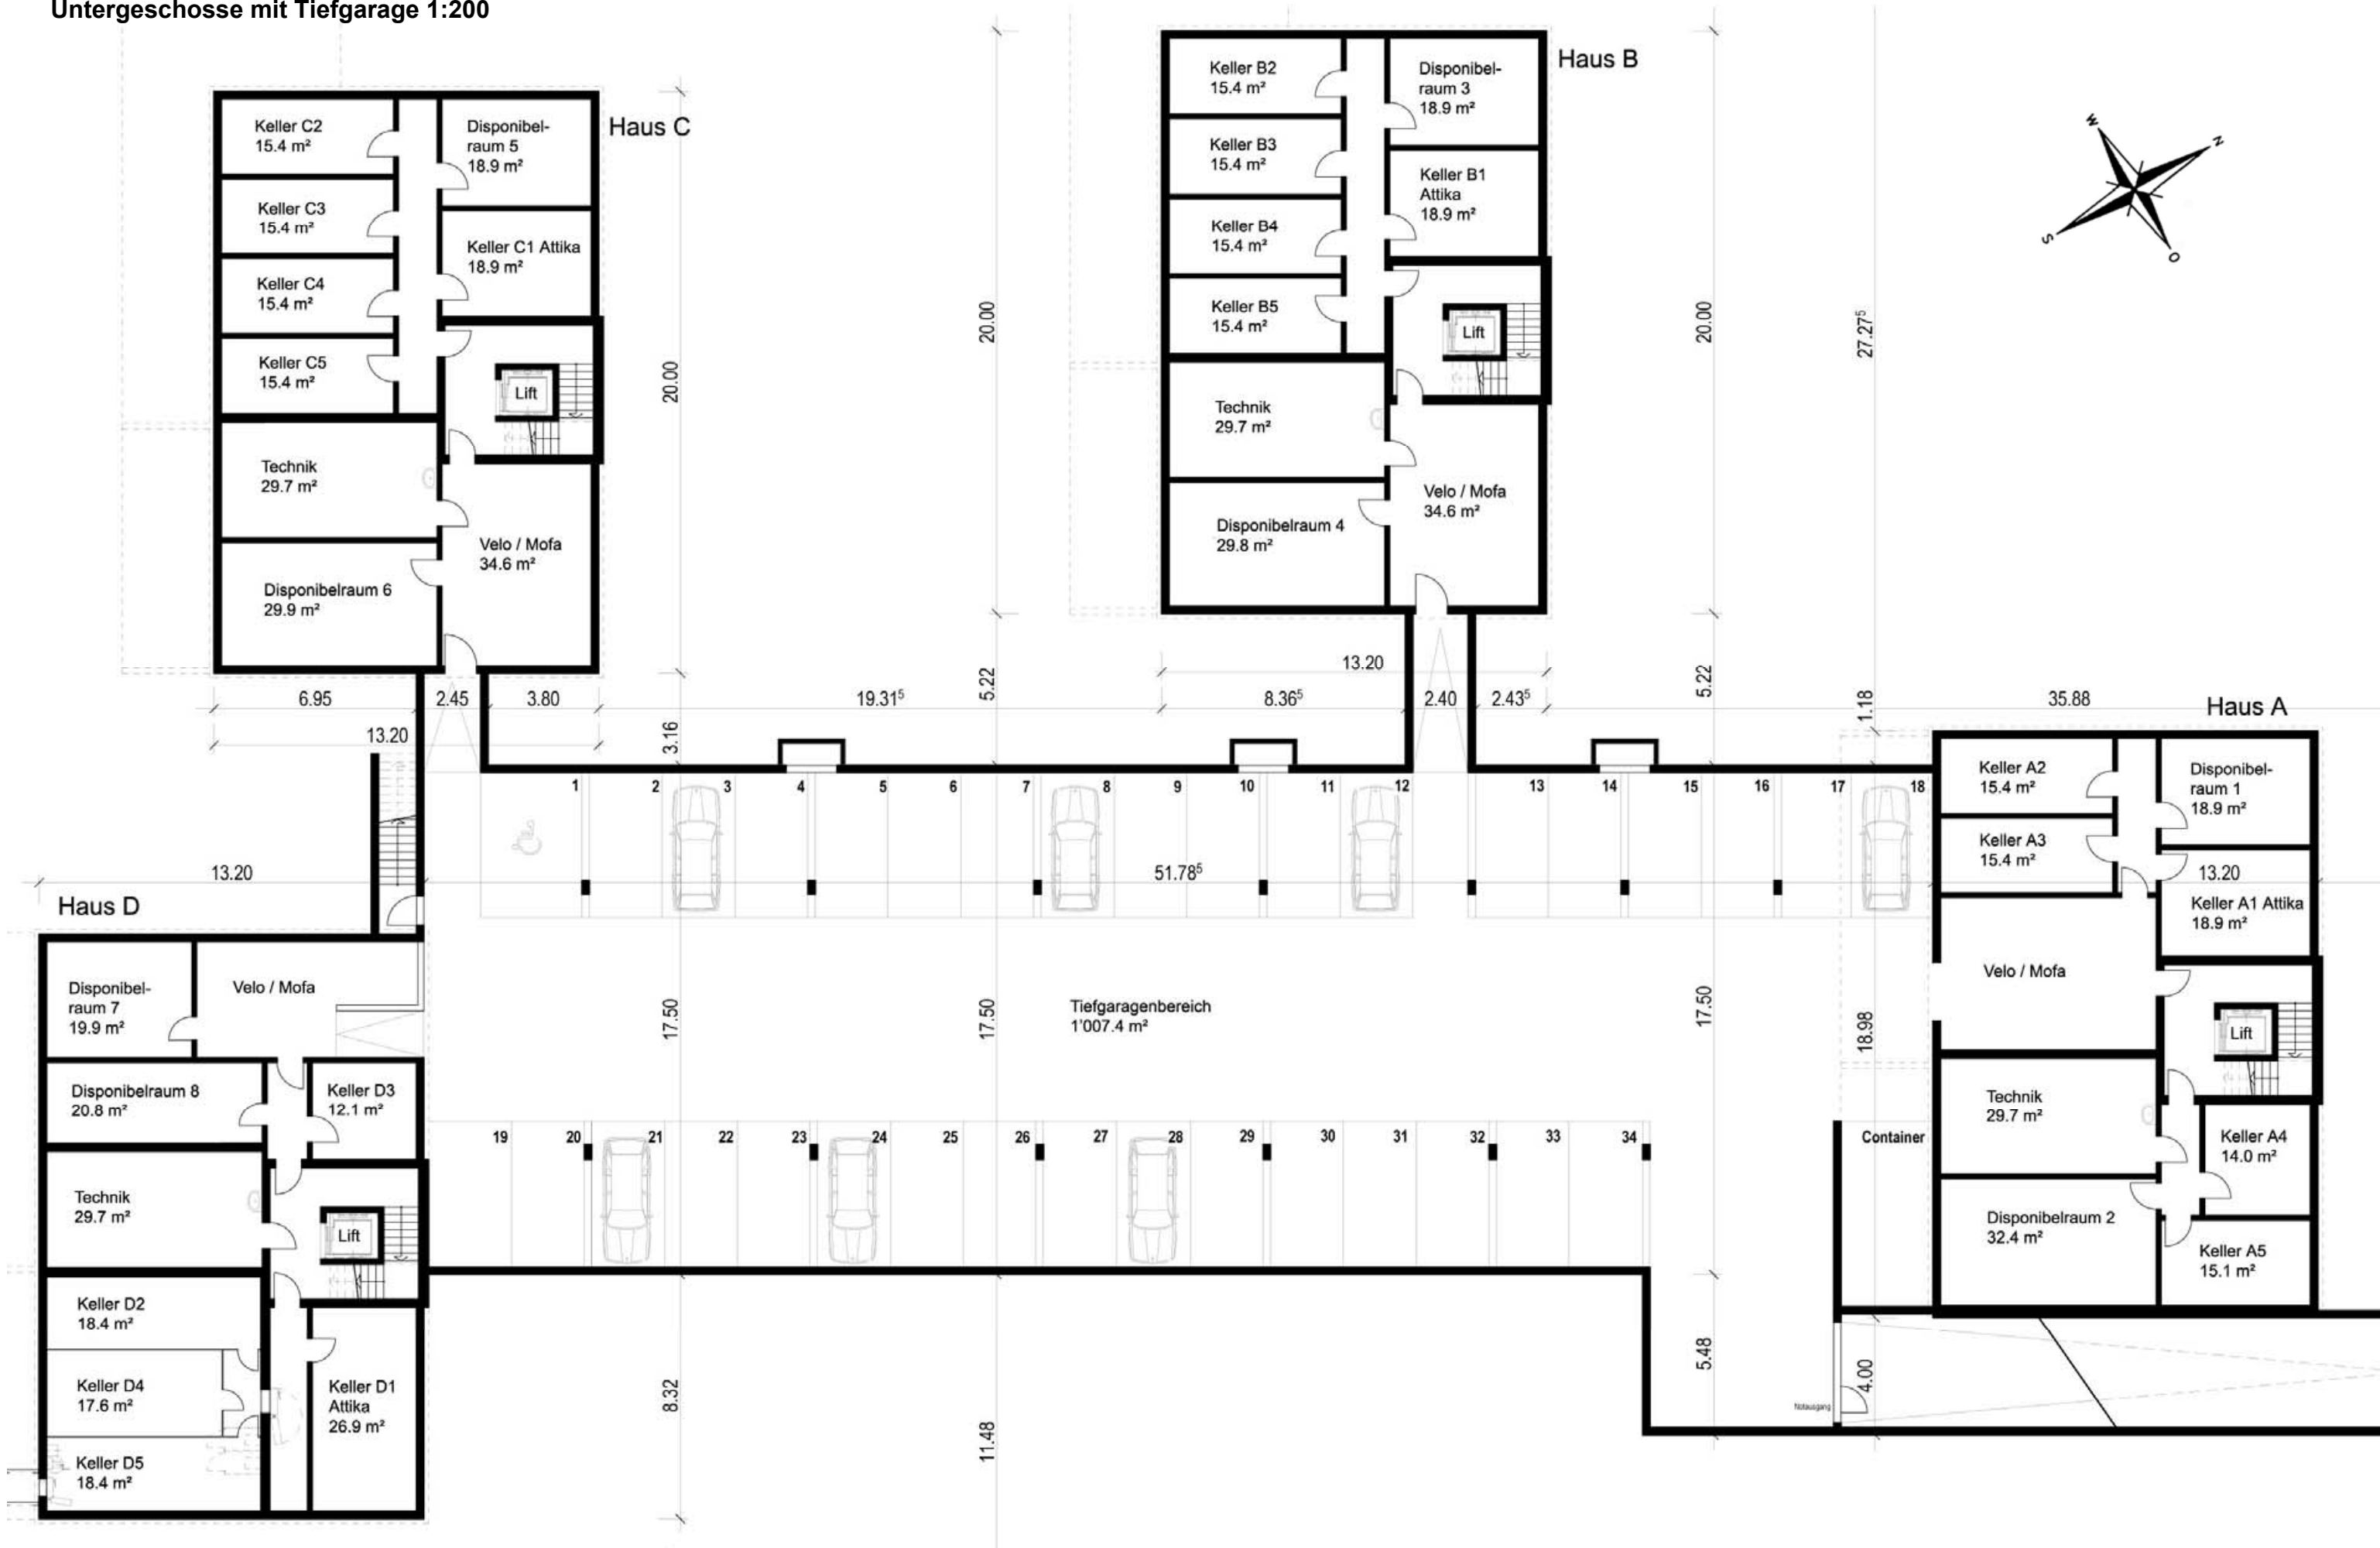 Untergeschosse mit Tiefgarage 1:200
Haus C
Keller C2
15.4 m²
Disponibel-
raum 5
18.9 m²
Keller C3
15.4 m²
Keller C1 Attika
18.9 m²
Keller C4
15.4 m²
Keller C5
15.4 m²
Lift
Technik
29.7 m²
Velo / Mofa
34.6 m²
Disponibelraum 6
29.9 m²
20.00
6.95
2.45
3.80
13.20
3.16
19.31⁵
20.00
5.22
Haus B
Keller B2
15.4 m²
Disponibel-
raum 3
18.9 m²
Keller B3
15.4 m²
Keller B1
Attika
18.9 m²
Keller B4
15.4 m²
Keller B5
15.4 m²
Lift
Technik
29.7 m²
Velo / Mofa
34.6 m²
Disponibelraum 4
29.8 m²
13.20
8.36⁵
2.40
2.43⁵
20.00
5.22
27.27⁵
1.18
35.88
W
N
S
O
Haus A
Keller A2
15.4 m²
Disponibel-
raum 1
18.9 m²
Keller A3
15.4 m²
13.20
Keller A1 Attika
18.9 m²
Velo / Mofa
Lift
Technik
29.7 m²
Keller A4
14.0 m²
Disponibelraum 2
32.4 m²
Keller A5
15.1 m²
1
2
3
4
5
6
7
8
9
10
11
12
13
14
15
16
17
18
51.78⁵
13.20
Haus D
Disponibel-
raum 7
19.9 m²
Velo / Mofa
Disponibelraum 8
20.8 m²
Keller D3
12.1 m²
Technik
29.7 m²
Lift
Keller D2
18.4 m²
Keller D4
17.6 m²
Keller D1
Attika
26.9 m²
Keller D5
18.4 m²
17.50
17.50
Tiefgaragenbereich
1'007.4 m²
17.50
18.98
19
20
21
22
23
24
25
26
27
28
29
30
31
32
33
34
Container
8.32
11.48
5.48
4.00
Notausgang